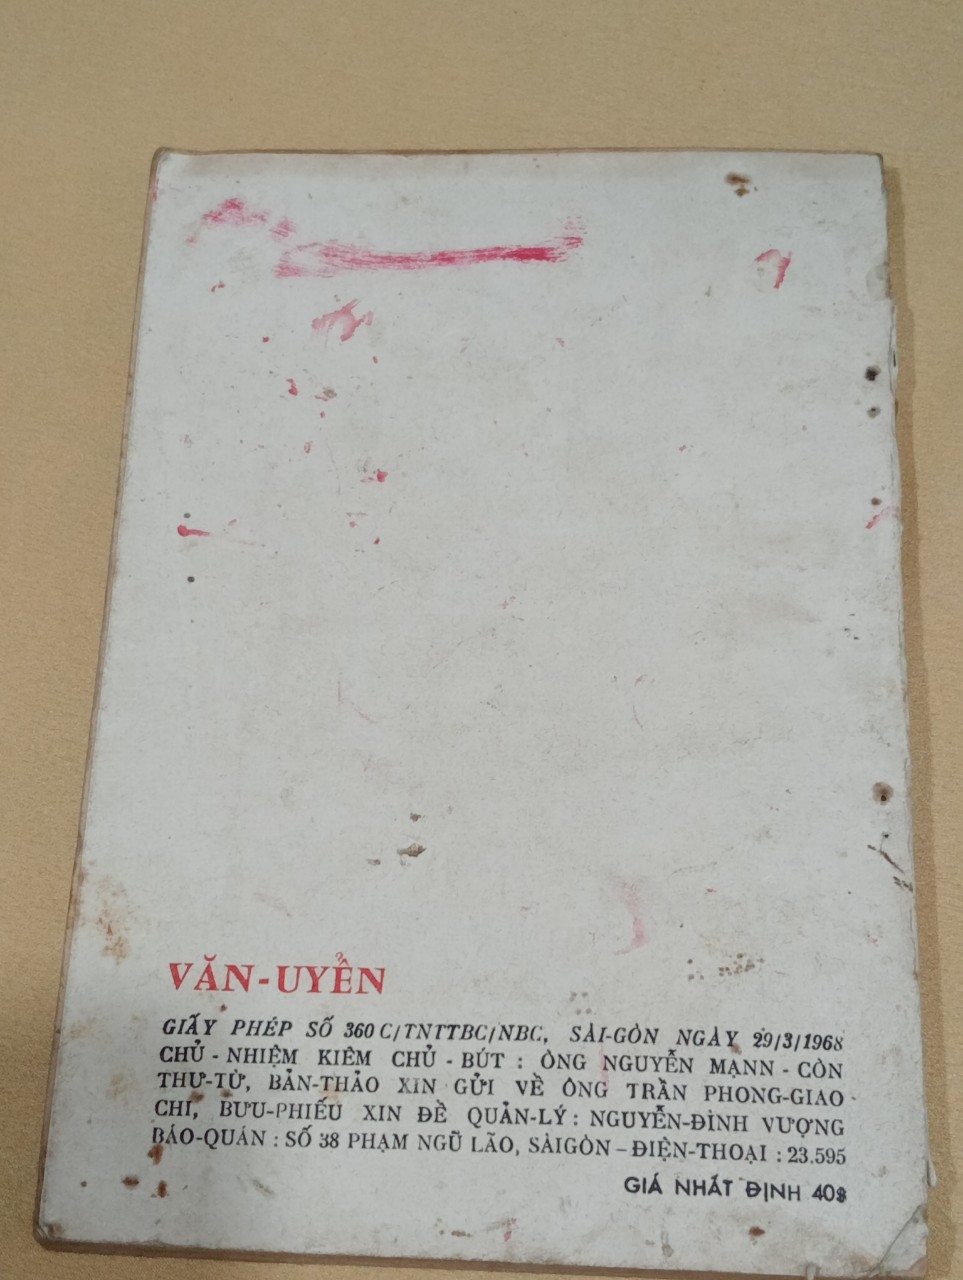 VĂN-UYỂN
GIẤY PHÉP SỐ 360 C/TNTTBC/NBC, SÀI-GÒN NGÀY 29/3/1968
CHỦ - NHIỆM KIÊM CHỦ - BÚT : ÔNG NGUYỄN MẠNN - CÔN
THƯ-TỪ, BẢN-THẢO XIN GỬI VỀ ÔNG TRẦN PHONG-GIAO
CHI, BƯU-PHIẾU XIN ĐỀ QUẢN-LÝ : NGUYỄN-ĐÌNH VƯỢNG
BÁO-QUÁN : SỐ 38 PHẠM NGŨ LÃO, SÀIGÒN – ĐIỆN-THOẠI : 23.595
GIÁ NHẤT ĐỊNH 40$